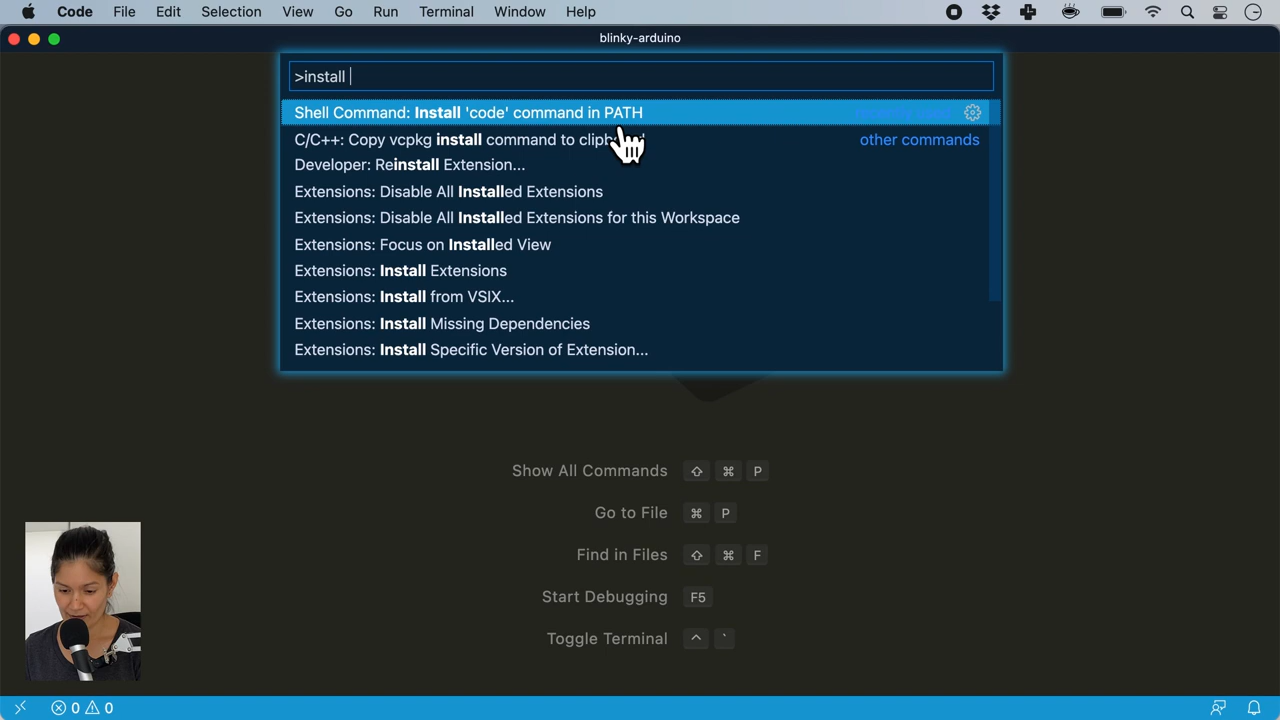 Code File Edit Selection View Go Run Terminal Window Help
blinky-arduino
>install
Shell Command: Install 'code' command in PATH
C/C++: Copy vcpkg install command to
other commands
Developer: Reinstall Extension...
Extensions: Disable All Installed Extensions
Extensions: Disable All Installed Extensions for this Workspace
Extensions: Focus on Installed View
Extensions: Install Extensions
Extensions: Install from VSIX...
Extensions: Install Missing Dependencies
Extensions: Install Specific Version of Extension...
Show All Commands ⇧ ⌘ P
Go to File ⌘ P
Find in Files ⇧ ⌘ F
Start Debugging F5
Toggle Terminal ^ `
0 0